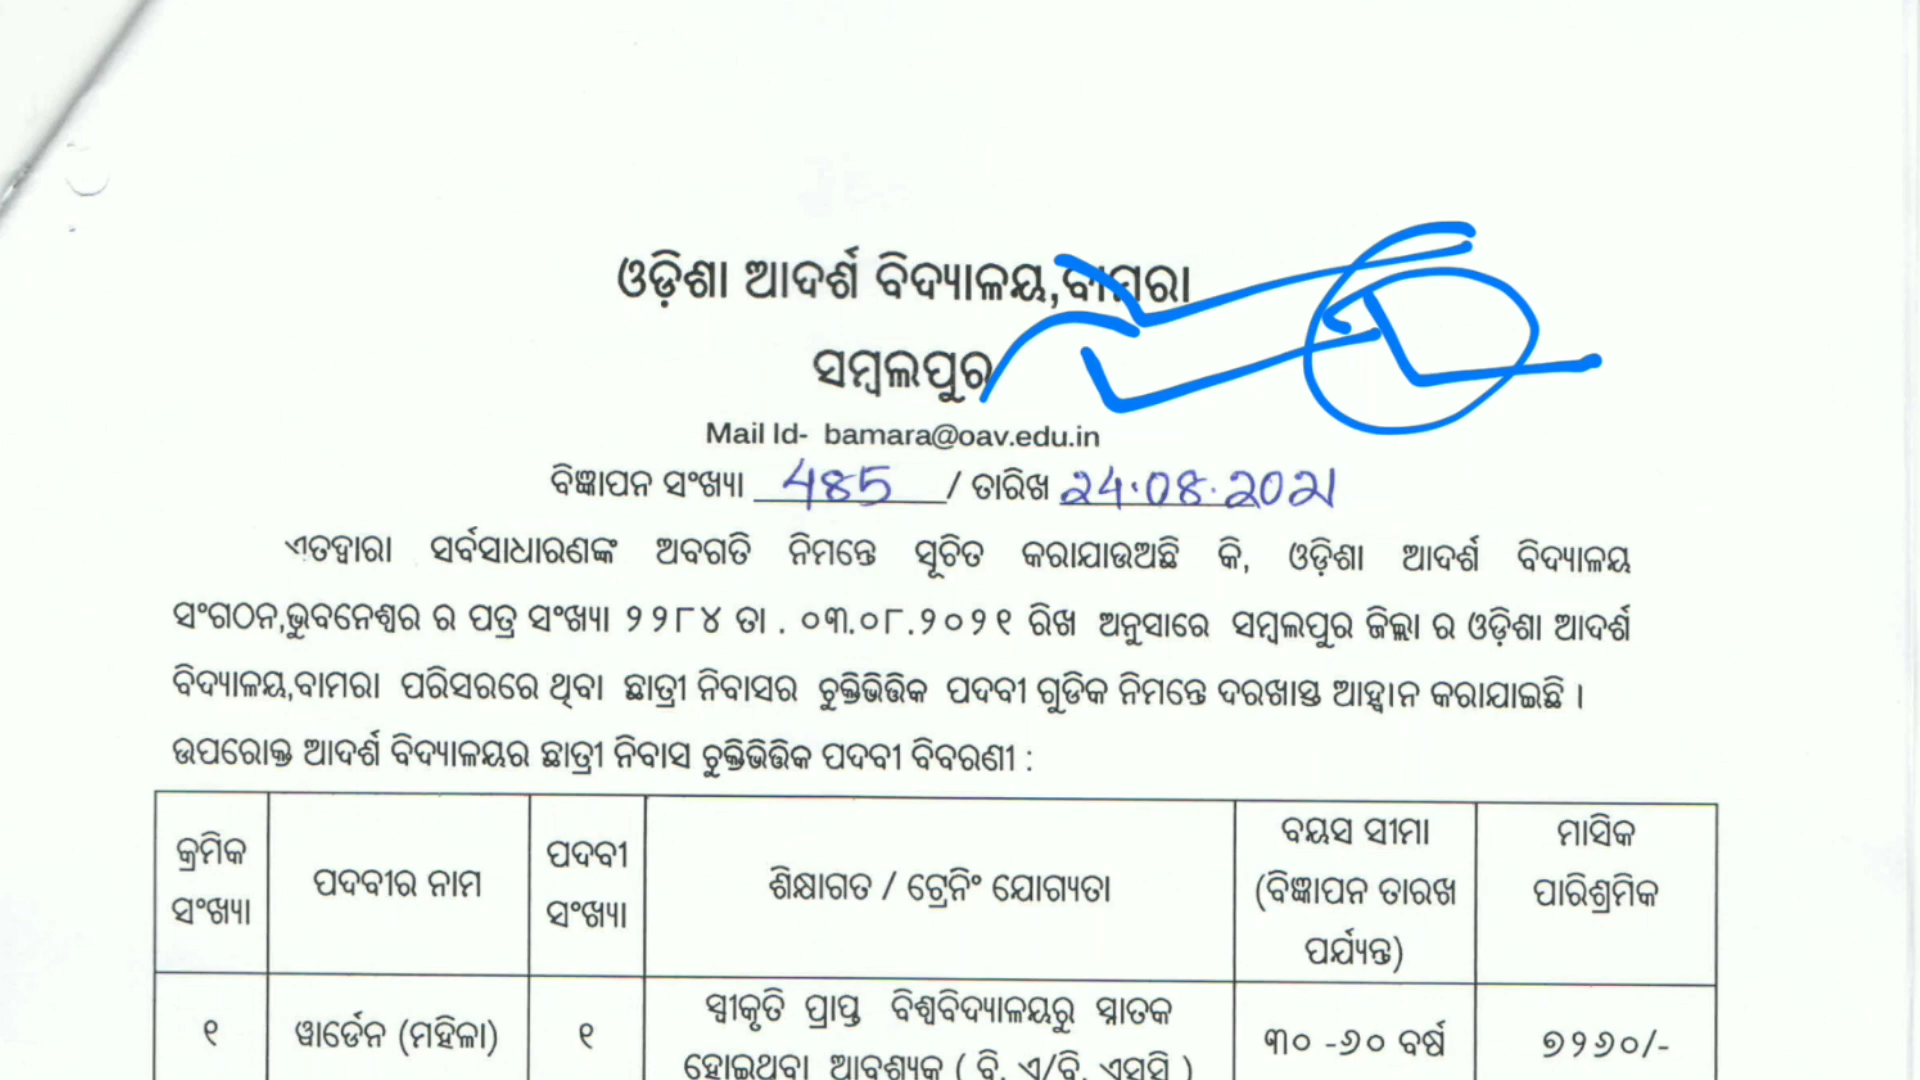 ଓଡ଼ିଶା ଆଦର୍ଶ ବିଦ୍ୟାଳୟ,ବାମରା
ସମ୍ବଲପୁର
Mail Id- bamara@oav.edu.in
ବିଜ୍ଞାପନ ସଂଖ୍ୟା 485 / ତାରିଖ 24.08.2021
ଏତଦ୍ୱାରା ସର୍ବସାଧାରଣଙ୍କ ଅବଗତି ନିମନ୍ତେ ସୂଚିତ କରାଯାଉଅଛି କି, ଓଡ଼ିଶା ଆଦର୍ଶ ବିଦ୍ୟାଳୟ
ସଂଗଠନ,ଭୁବନେଶ୍ୱର ର ପତ୍ର ସଂଖ୍ୟା ୨୨୮୪ ତା . ୦୩.୦୮.୨୦୨୧ ରିଖ ଅନୁସାରେ ସମ୍ବଲପୁର ଜିଲ୍ଲା ର ଓଡ଼ିଶା ଆଦର୍ଶ
ବିଦ୍ୟାଳୟ,ବାମରା ପରିସରରେ ଥିବା ଛାତ୍ରୀ ନିବାସର ଚୁକ୍ତିଭିତ୍ତିକ ପଦବୀ ଗୁଡିକ ନିମନ୍ତେ ଦରଖାସ୍ତ ଆହ୍ୱାନ କରାଯାଇଛି ।
ଉପରୋକ୍ତ ଆଦର୍ଶ ବିଦ୍ୟାଳୟର ଛାତ୍ରୀ ନିବାସ ଚୁକ୍ତିଭିତ୍ତିକ ପଦବୀ ବିବରଣୀ :
କ୍ରମିକ ସଂଖ୍ୟା
ପଦବୀର ନାମ
ପଦବୀ ସଂଖ୍ୟା
ଶିକ୍ଷାଗତ / ଟ୍ରେନିଂ ଯୋଗ୍ୟତା
ବୟସ ସୀମା
(ବିଜ୍ଞାପନ ତାରଖ
ପର୍ଯ୍ୟନ୍ତ)
ମାସିକ
ପାରିଶ୍ରମିକ
୧
ୱାର୍ଡେନ (ମହିଳା)
୧
ସ୍ୱୀକୃତି ପ୍ରାପ୍ତ ବିଶ୍ୱବିଦ୍ୟାଳୟରୁ ସ୍ନାତକ
ହୋଇଥିବା ଆବଶ୍ୟକ ( ବି. ଏ/ବି. ଏସସି )
୩୦ -୬୦ ବର୍ଷ
୭୨୬୦/-